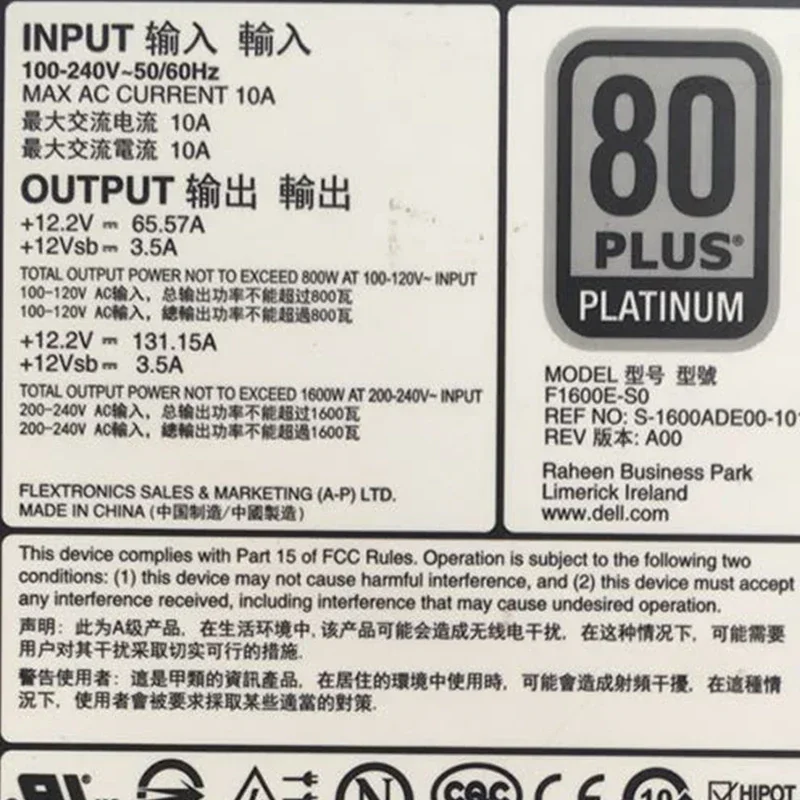 INPUT 输入 輸入
100-240V~50/60Hz
MAX AC CURRENT 10A
最大交流电流 10A
最大交流電流 10A
OUTPUT 输出 輸出
+12.2V ⎓ 65.57A
+12Vsb ⎓ 3.5A
TOTAL OUTPUT POWER NOT TO EXCEED 800W AT 100-120V~ INPUT
100-120V AC输入，总输出功率不能超过800瓦
100-120V AC輸入，總輸出功率不能超過800瓦
+12.2V ⎓ 131.15A
+12Vsb ⎓ 3.5A
TOTAL OUTPUT POWER NOT TO EXCEED 1600W AT 200-240V~ INPUT
200-240V AC输入，总输出功率不能超过1600瓦
200-240V AC輸入，總輸出功率不能超過1600瓦
FLEXTRONICS SALES & MARKETING (A-P) LTD.
MADE IN CHINA (中国制造/中國製造)
80
PLUS®
PLATINUM
MODEL 型号 型號
F1600E-S0
REF NO: S-1600ADE00-101
REV 版本: A00
Raheen Business Park
Limerick Ireland
www.dell.com
This device complies with Part 15 of FCC Rules. Operation is subject to the following two
conditions: (1) this device may not cause harmful interference, and (2) this device must accept
any interference received, including interference that may cause undesired operation.
声明: 此为A级产品，在生活环境中,该产品可能会造成无线电干扰，在这种情况下，可能需要
用户对其干扰采取切实可行的措施.
警告使用者: 這是甲類的資訊產品，在居住的環境中使用時，可能會造成射頻干擾，在這種情
況下，使用者會被要求採取某些適當的對策.
N
CQC
CE
10
HIPOT